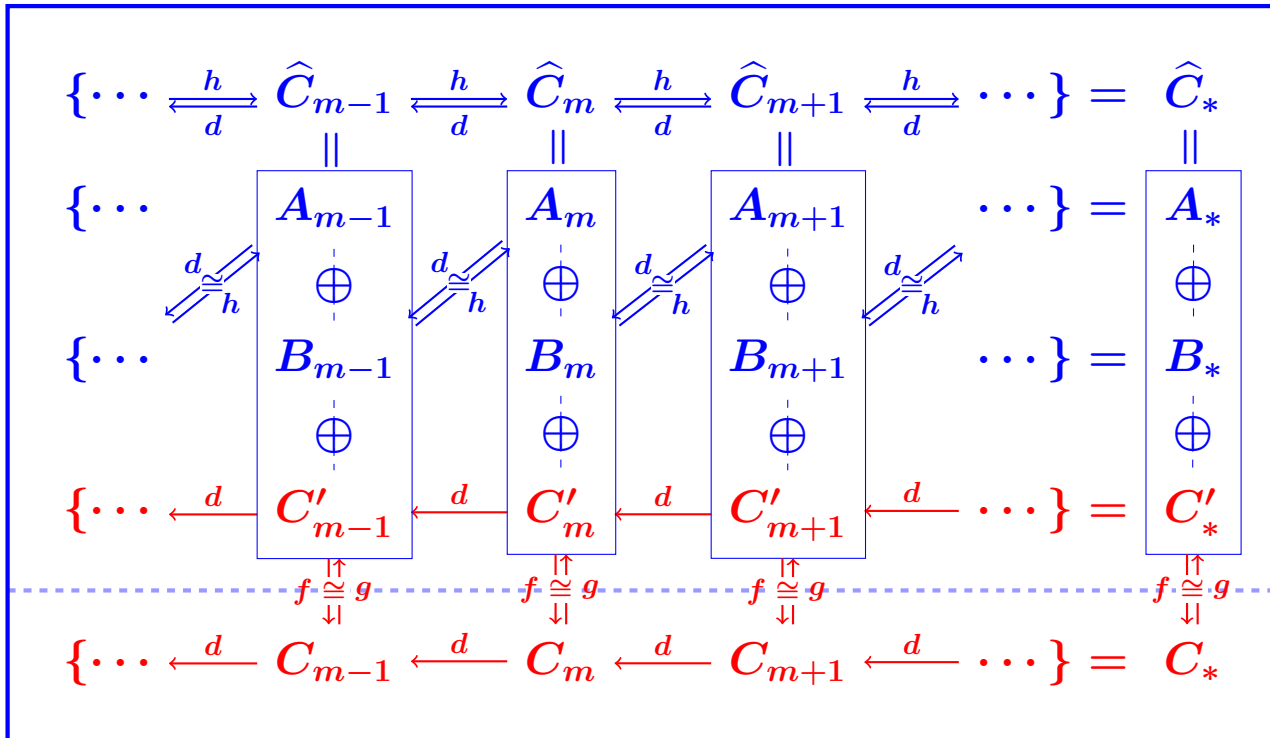 {⋯ h d Ĉ_{m−1} h d Ĉ_m h d Ĉ_{m+1} h d ⋯} = Ĉ_*
|| || || ||
{⋯ A_{m−1} A_m A_{m+1} ⋯} = A_*
d ≅ h ⊕ d ≅ h ⊕ d ≅ h ⊕ d ≅ h ⊕
{⋯ B_{m−1} B_m B_{m+1} ⋯} = B_*
⊕ ⊕ ⊕ ⊕
{⋯ d C′_{m−1} d C′_m d C′_{m+1} d ⋯} = C′_*
f ≅ g f ≅ g f ≅ g f ≅ g
{⋯ d C_{m−1} d C_m d C_{m+1} d ⋯} = C_*